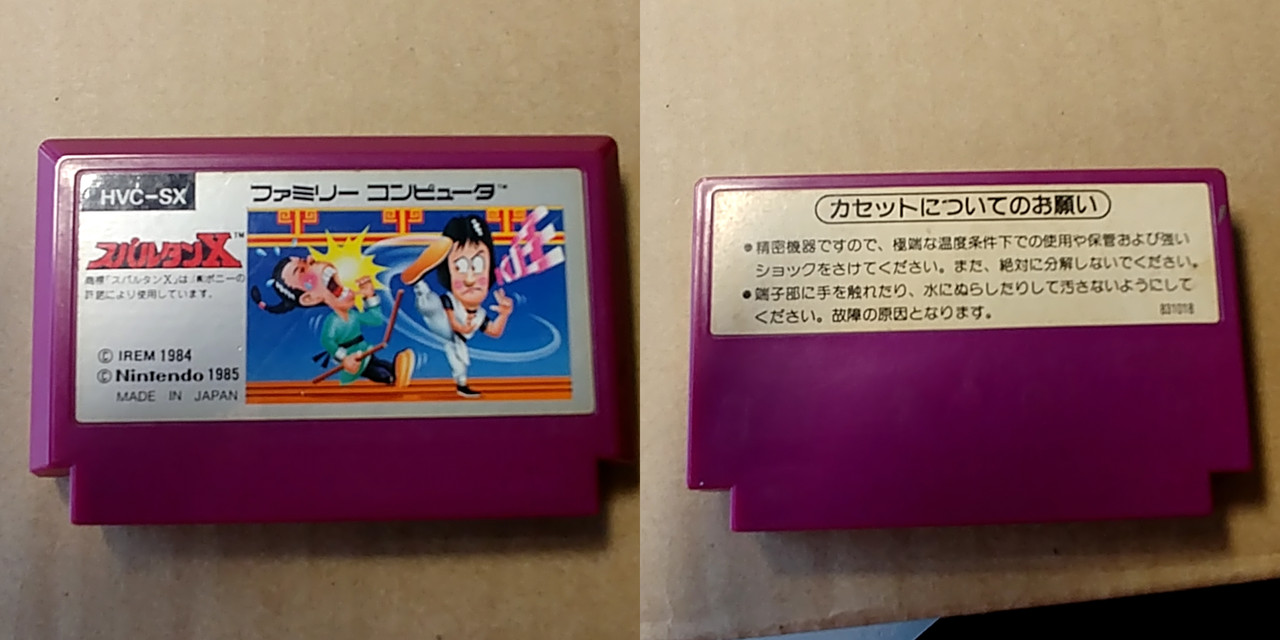 HVC-SX
ファミリー コンピュータ™
スパルタンX™
商標「スパルタンX」は、(株)ポニーの
許諾により使用しています。
© IREM 1984
© Nintendo 1985
MADE IN JAPAN
カセットについてのお願い
●精密機器ですので、極端な温度条件下での使用や保管および強い
ショックをさけてください。また、絶対に分解しないでください。
●端子部に手を触れたり、水にぬらしたりして汚さないようにして
ください。故障の原因となります。
831018